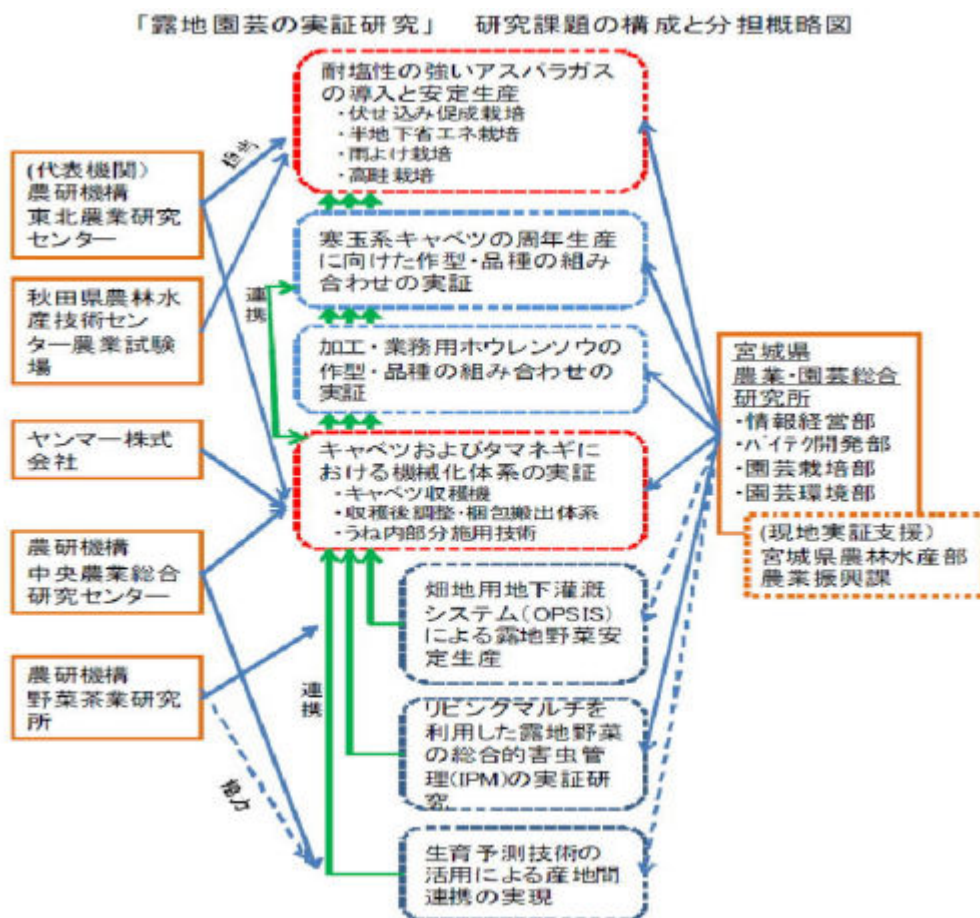 「露地園芸の実証研究」　研究課題の構成と分担概略図
耐塩性の強いアスパラガス
の導入と安定生産
・伏せ込み促成栽培
・半地下省エネ栽培
・雨よけ栽培
・高畦栽培
担当
(代表機関)
農研機構
東北農業研究
センター
寒玉系キャベツの周年生産
に向けた作型・品種の組み
合わせの実証
連携
秋田県農林水
産技術セン
ター農業試験
場
加工・業務用ホウレンソウの
作型・品種の組み合わせの
実証
宮城県
農業・園芸総合
研究所
・情報経営部
・バイテク開発部
・園芸栽培部
・園芸環境部
ヤンマー株式
会社
キャベツおよびタマネギに
おける機械化体系の実証
・キャベツ収穫機
・収穫後調整・梱包搬出体系
・うね内部分施用技術
(現地実証支援)
宮城県農林水産部
農業振興課
農研機構
中央農業総合
研究センター
畑地用地下灌漑
システム(OPSIS)
による露地野菜安
定生産
農研機構
野菜茶業研究
所
連携
リビングマルチを
利用した露地野菜
の総合的害虫管
理(IPM)の実証研
究
協力
生育予測技術の
活用による産地間
連携の実現